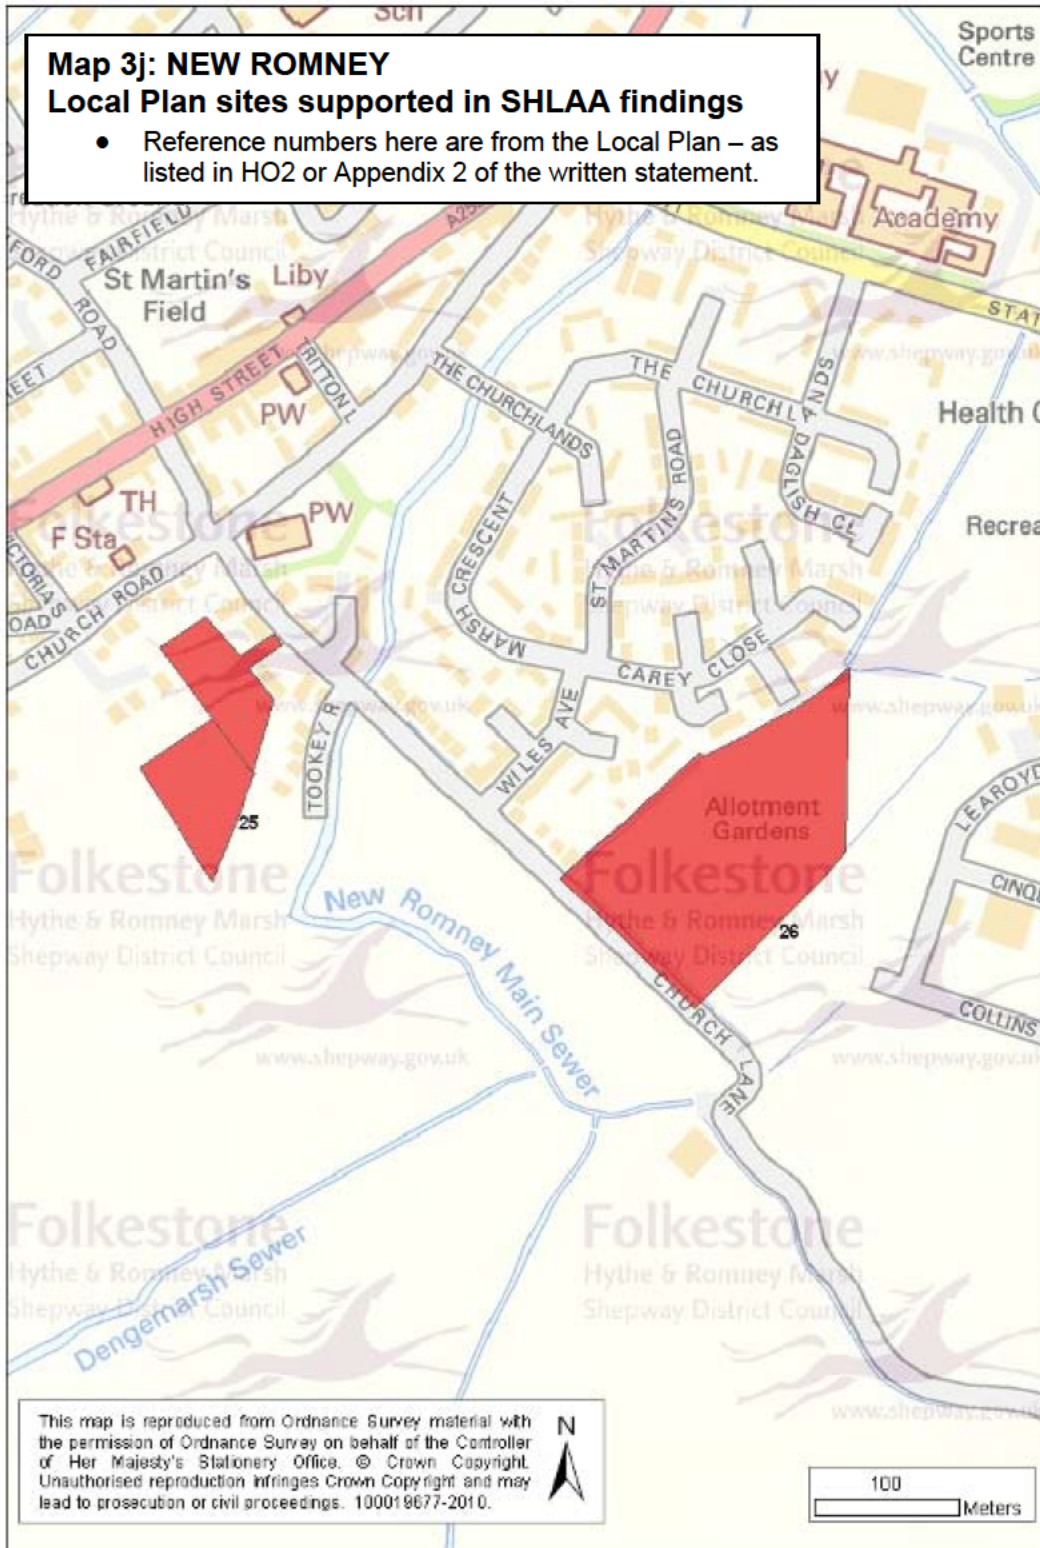 Sch
Sports
Centre
Map 3j: NEW ROMNEY
Local Plan sites supported in SHLAA findings
• Reference numbers here are from the Local Plan – as
listed in HO2 or Appendix 2 of the written statement.
Academy
FAIRFIELD
ROAD
St Martin's
Field
Liby
HIGH STREET
TRITTON L
PW
THE CHURCHLANDS
THE CHURCHLANDS
Health C
TH
F Sta
PW
CHURCH ROAD
MARSH CRESCENT
ST MARTINS ROAD
DAGLISH CL
Recrea
CAREY CLOSE
WILES AVE
TOOKEY R
25
Allotment
Gardens
26
LEAROYD
CINQU
COLLINS
CHURCH LANE
New Romney Main Sewer
Dengemarsh Sewer
Folkestone
Hythe & Romney Marsh
Shepway District Council
www.shepway.gov.uk
This map is reproduced from Ordnance Survey material with
the permission of Ordnance Survey on behalf of the Controller
of Her Majesty's Stationery Office. © Crown Copyright.
Unauthorised reproduction infringes Crown Copyright and may
lead to prosecution or civil proceedings. 100019677-2010.
N
100
Meters